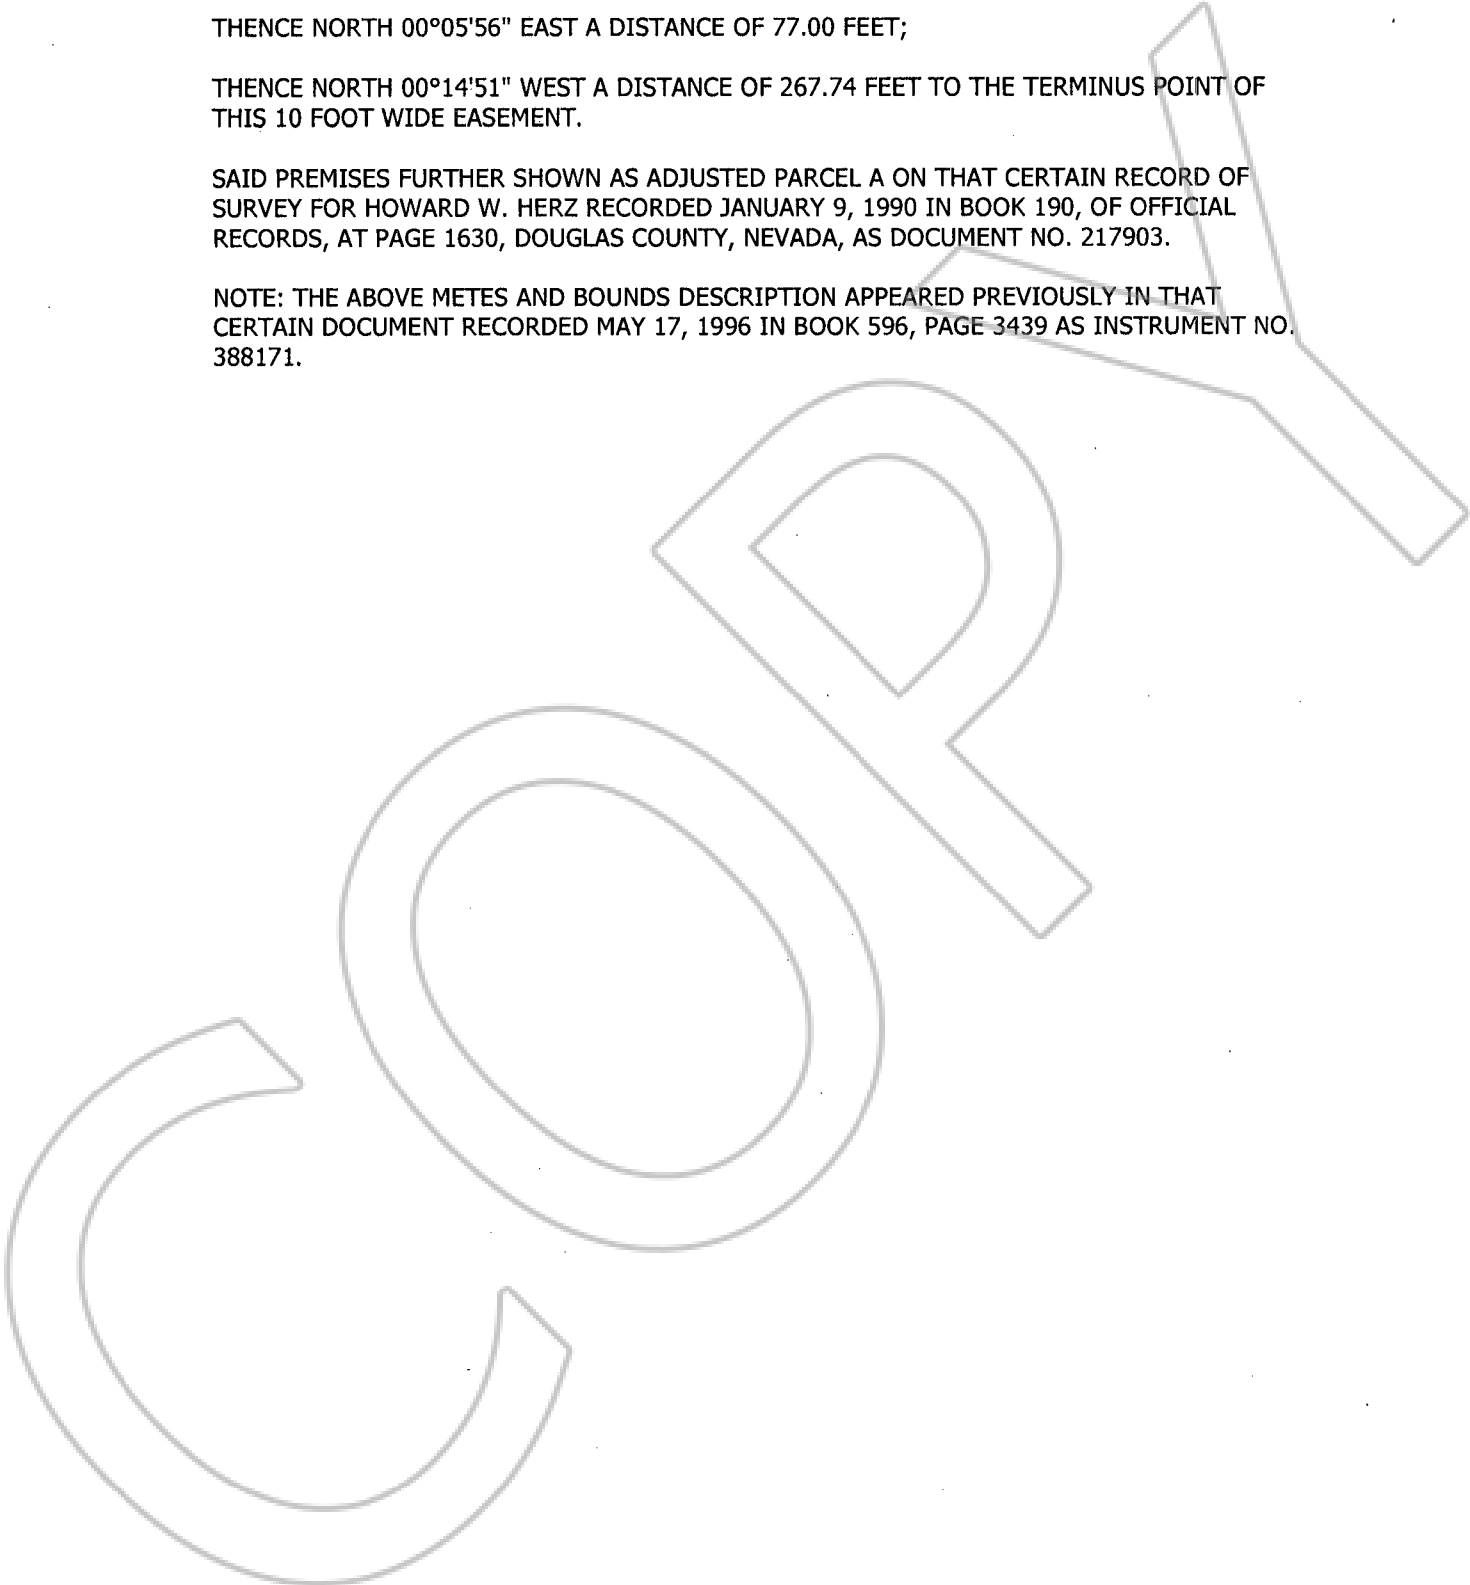 THENCE NORTH 00°05'56" EAST A DISTANCE OF 77.00 FEET;
THENCE NORTH 00°14'51" WEST A DISTANCE OF 267.74 FEET TO THE TERMINUS POINT OF
THIS 10 FOOT WIDE EASEMENT.
SAID PREMISES FURTHER SHOWN AS ADJUSTED PARCEL A ON THAT CERTAIN RECORD OF
SURVEY FOR HOWARD W. HERZ RECORDED JANUARY 9, 1990 IN BOOK 190, OF OFFICIAL
RECORDS, AT PAGE 1630, DOUGLAS COUNTY, NEVADA, AS DOCUMENT NO. 217903.
NOTE: THE ABOVE METES AND BOUNDS DESCRIPTION APPEARED PREVIOUSLY IN THAT
CERTAIN DOCUMENT RECORDED MAY 17, 1996 IN BOOK 596, PAGE 3439 AS INSTRUMENT NO.
388171.
COPY